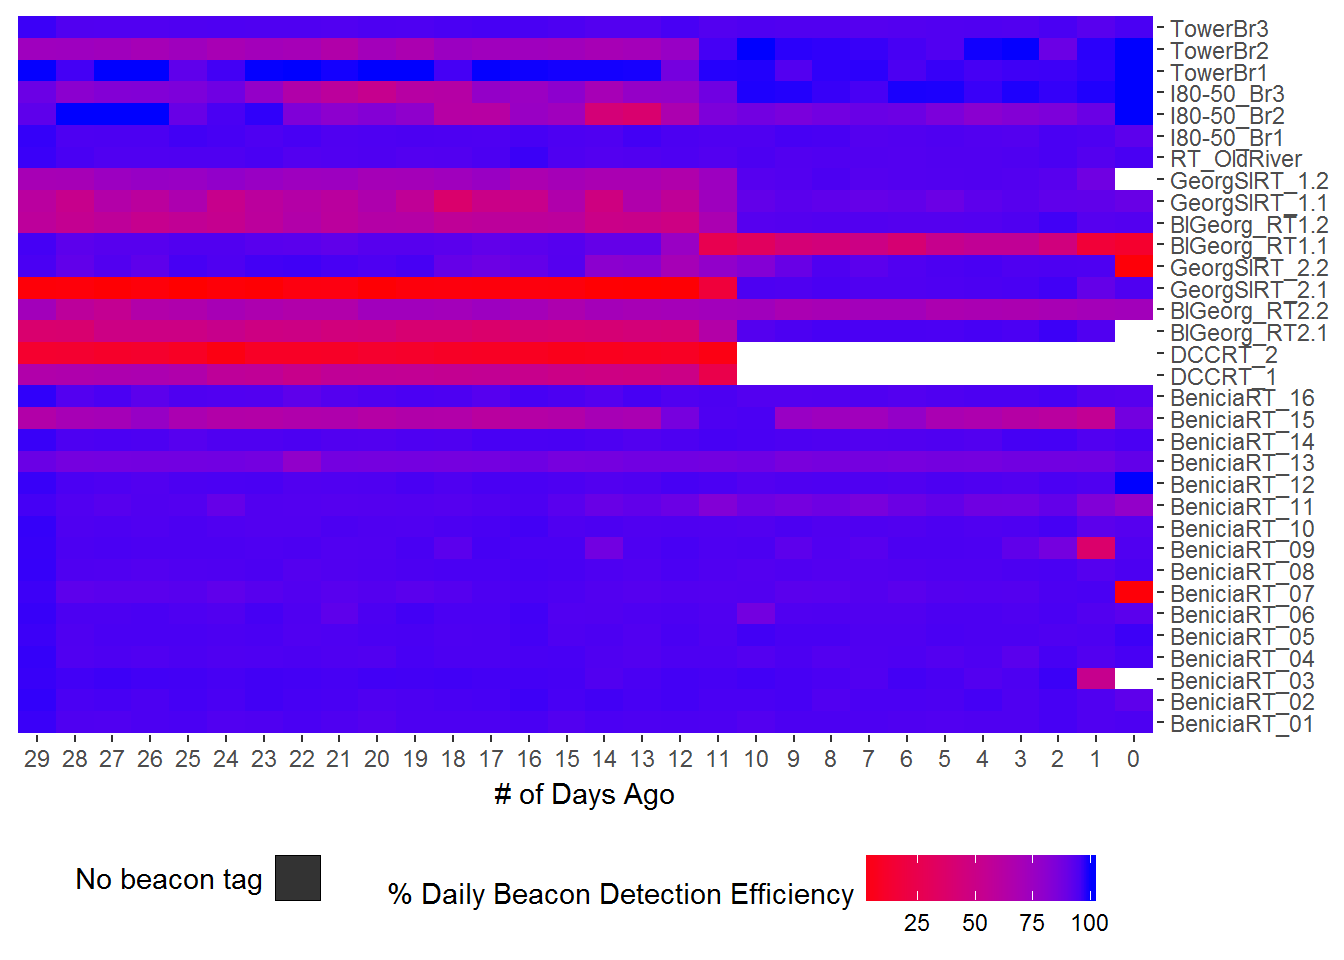 TowerBr3
TowerBr2
TowerBr1
I80-50_Br3
I80-50_Br2
I80-50_Br1
RT_OldRiver
GeorgSlRT_1.2
GeorgSlRT_1.1
BlGeorg_RT1.2
BlGeorg_RT1.1
GeorgSlRT_2.2
GeorgSlRT_2.1
BlGeorg_RT2.2
BlGeorg_RT2.1
DCCRT_2
DCCRT_1
BeniciaRT_16
BeniciaRT_15
BeniciaRT_14
BeniciaRT_13
BeniciaRT_12
BeniciaRT_11
BeniciaRT_10
BeniciaRT_09
BeniciaRT_08
BeniciaRT_07
BeniciaRT_06
BeniciaRT_05
BeniciaRT_04
BeniciaRT_03
BeniciaRT_02
BeniciaRT_01
29 28 27 26 25 24 23 22 21 20 19 18 17 16 15 14 13 12 11 10 9 8 7 6 5 4 3 2 1 0
# of Days Ago
No beacon tag
% Daily Beacon Detection Efficiency
25 50 75 100